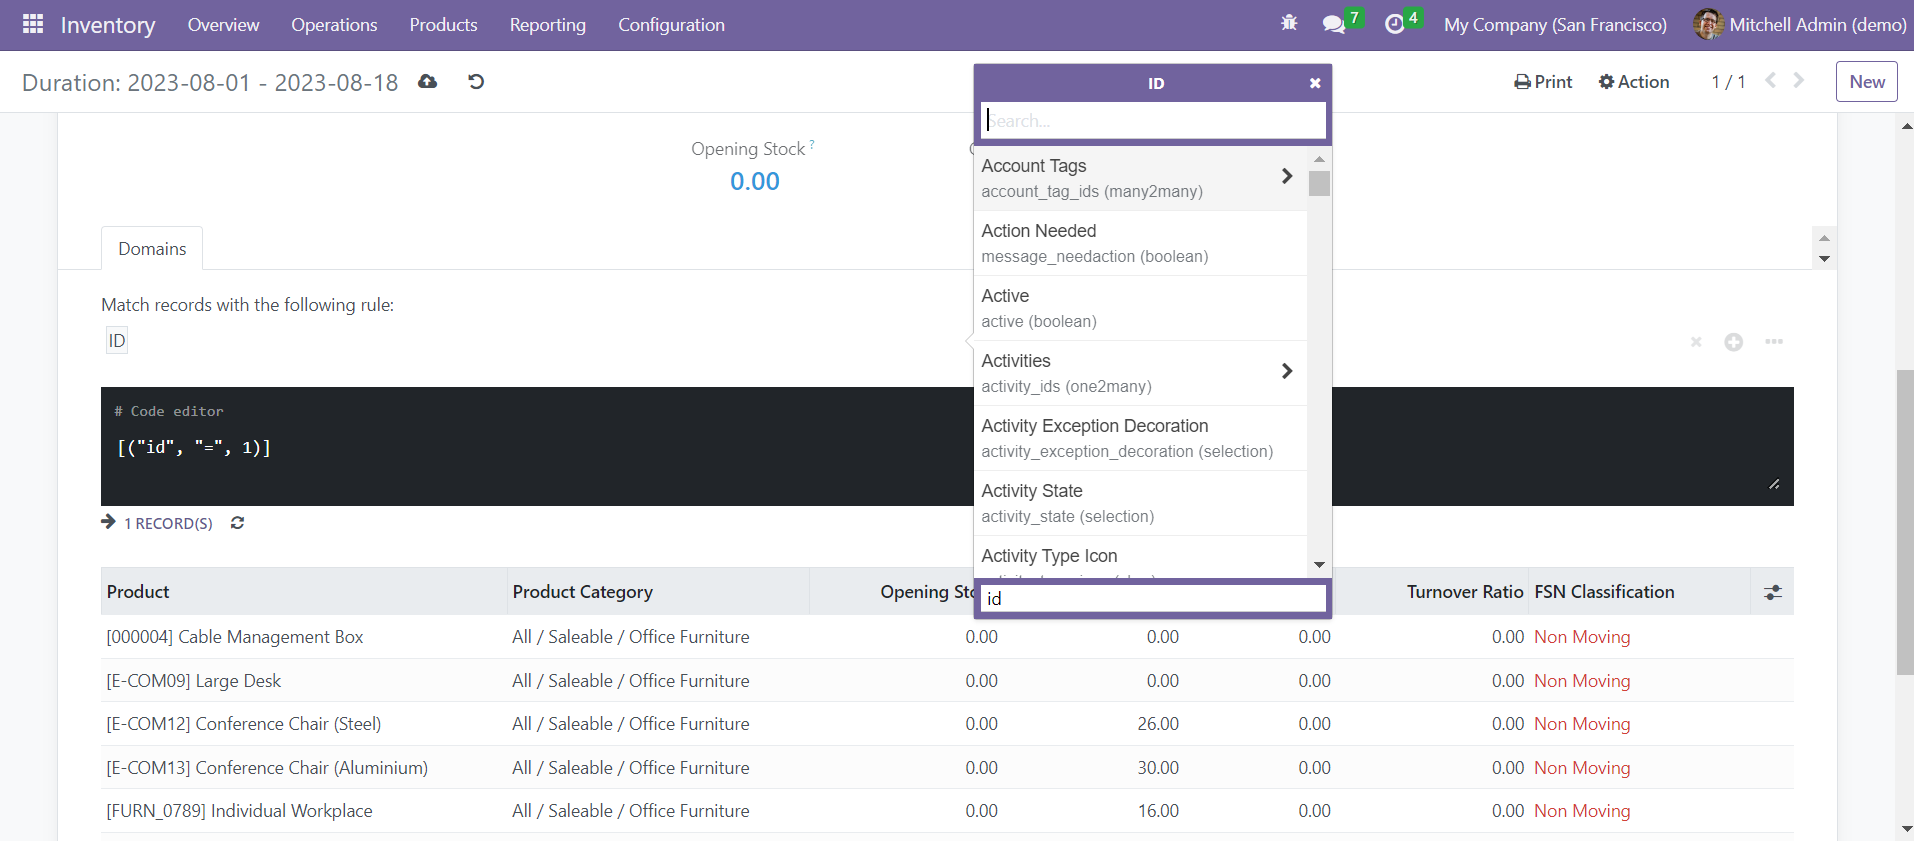 Inventory Overview Operations Products Reporting Configuration 7 4 My Company (San Francisco) Mitchell Admin (demo)
Duration: 2023-08-01 - 2023-08-18 Print Action 1 / 1 New
ID
Search...
Opening Stock ?
0.00
Account Tags
account_tag_ids (many2many)
Action Needed
message_needaction (boolean)
Active
active (boolean)
Activities
activity_ids (one2many)
Activity Exception Decoration
activity_exception_decoration (selection)
Activity State
activity_state (selection)
Activity Type Icon
id
Domains
Match records with the following rule:
ID
# Code editor
[("id", "=", 1)]
1 RECORD(S)
Product Product Category Opening Turnover Ratio FSN Classification
[000004] Cable Management Box All / Saleable / Office Furniture 0.00 0.00 0.00 0.00 Non Moving
[E-COM09] Large Desk All / Saleable / Office Furniture 0.00 0.00 0.00 0.00 Non Moving
[E-COM12] Conference Chair (Steel) All / Saleable / Office Furniture 0.00 26.00 0.00 0.00 Non Moving
[E-COM13] Conference Chair (Aluminium) All / Saleable / Office Furniture 0.00 30.00 0.00 0.00 Non Moving
[FURN_0789] Individual Workplace All / Saleable / Office Furniture 0.00 16.00 0.00 0.00 Non Moving